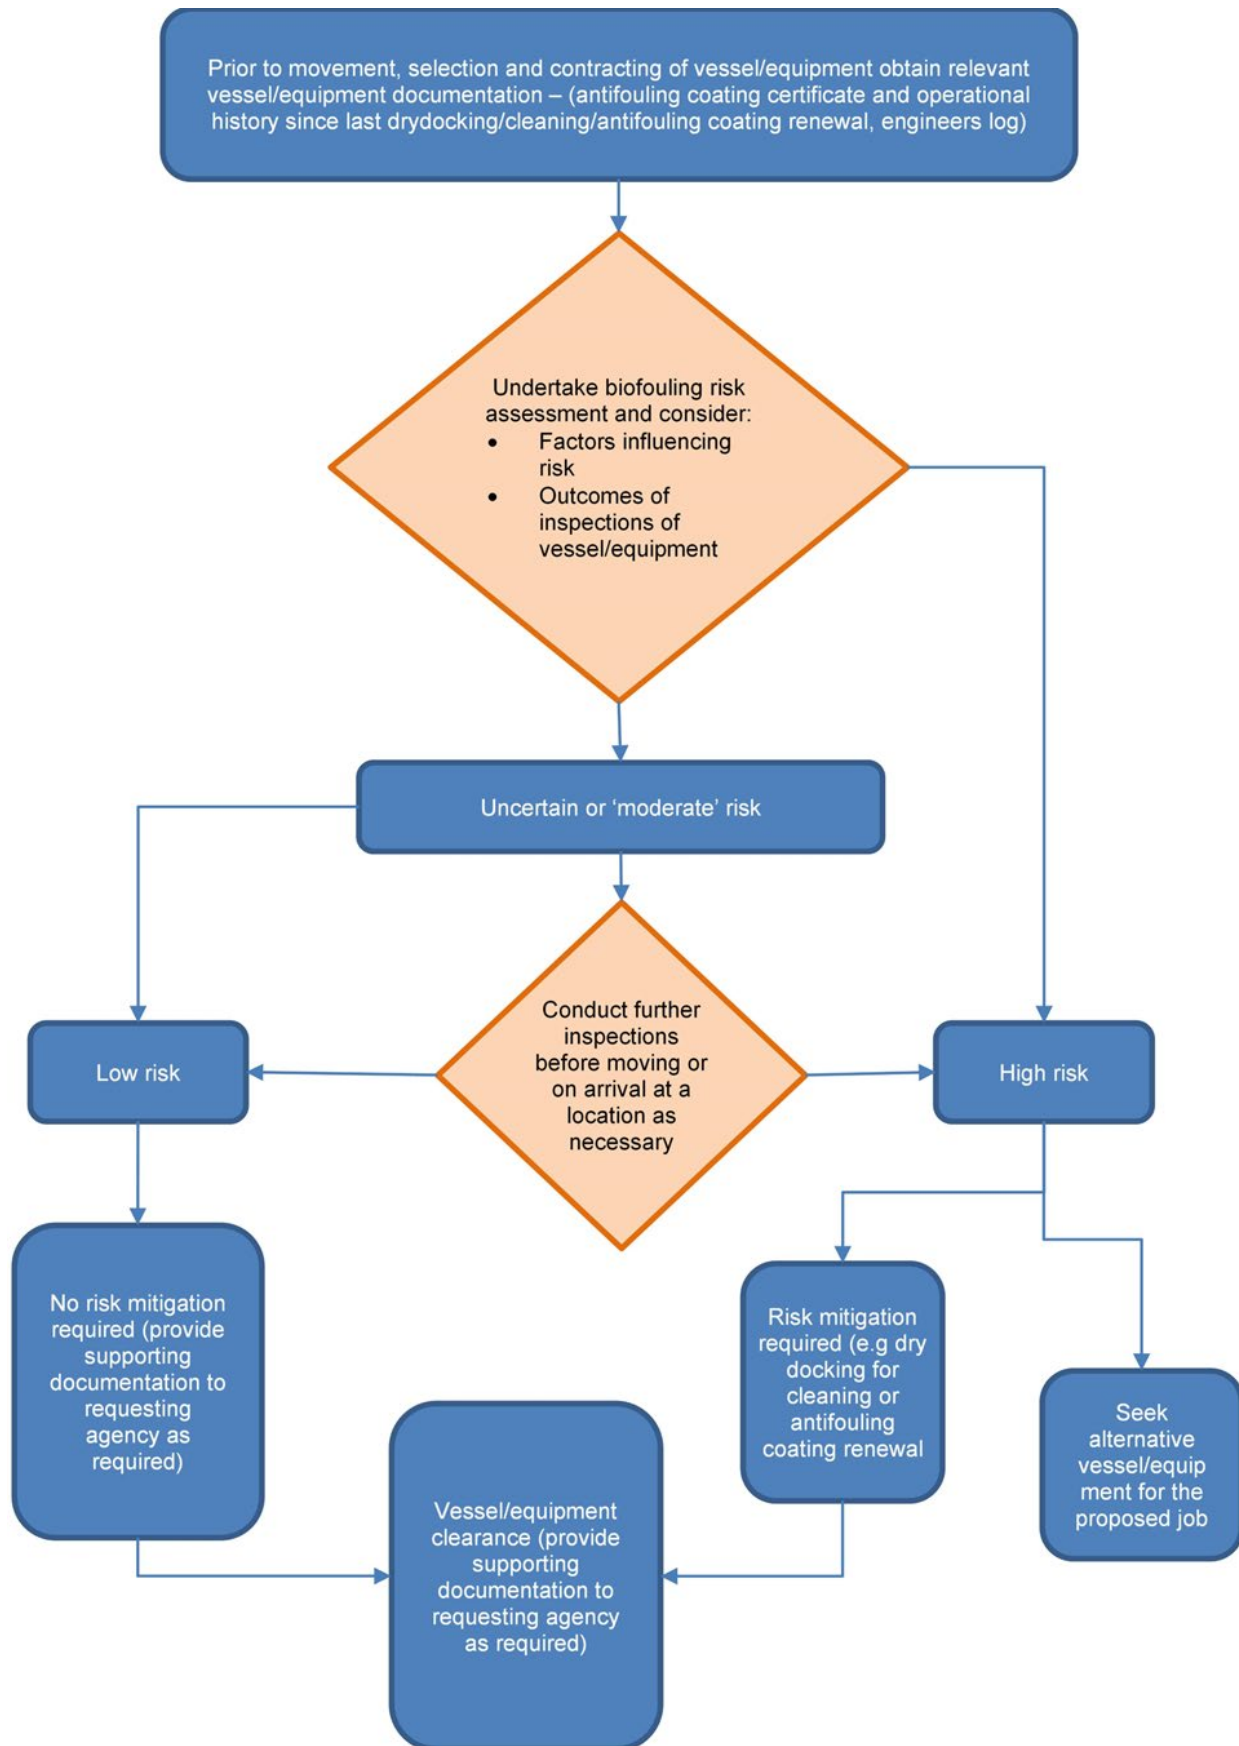 Prior to movement, selection and contracting of vessel/equipment obtain relevant
vessel/equipment documentation – (antifouling coating certificate and operational
history since last drydocking/cleaning/antifouling coating renewal, engineers log)
Undertake biofouling risk
assessment and consider:
• Factors influencing
risk
• Outcomes of
inspections of
vessel/equipment
Uncertain or ‘moderate’ risk
Conduct further
inspections
before moving or
on arrival at a
location as
necessary
Low risk
High risk
No risk mitigation
required (provide
supporting
documentation to
requesting
agency as
required)
Vessel/equipment
clearance (provide
supporting
documentation to
requesting agency
as required)
Risk mitigation
required (e.g dry
docking for
cleaning or
antifouling
coating renewal
Seek
alternative
vessel/equip
ment for the
proposed job